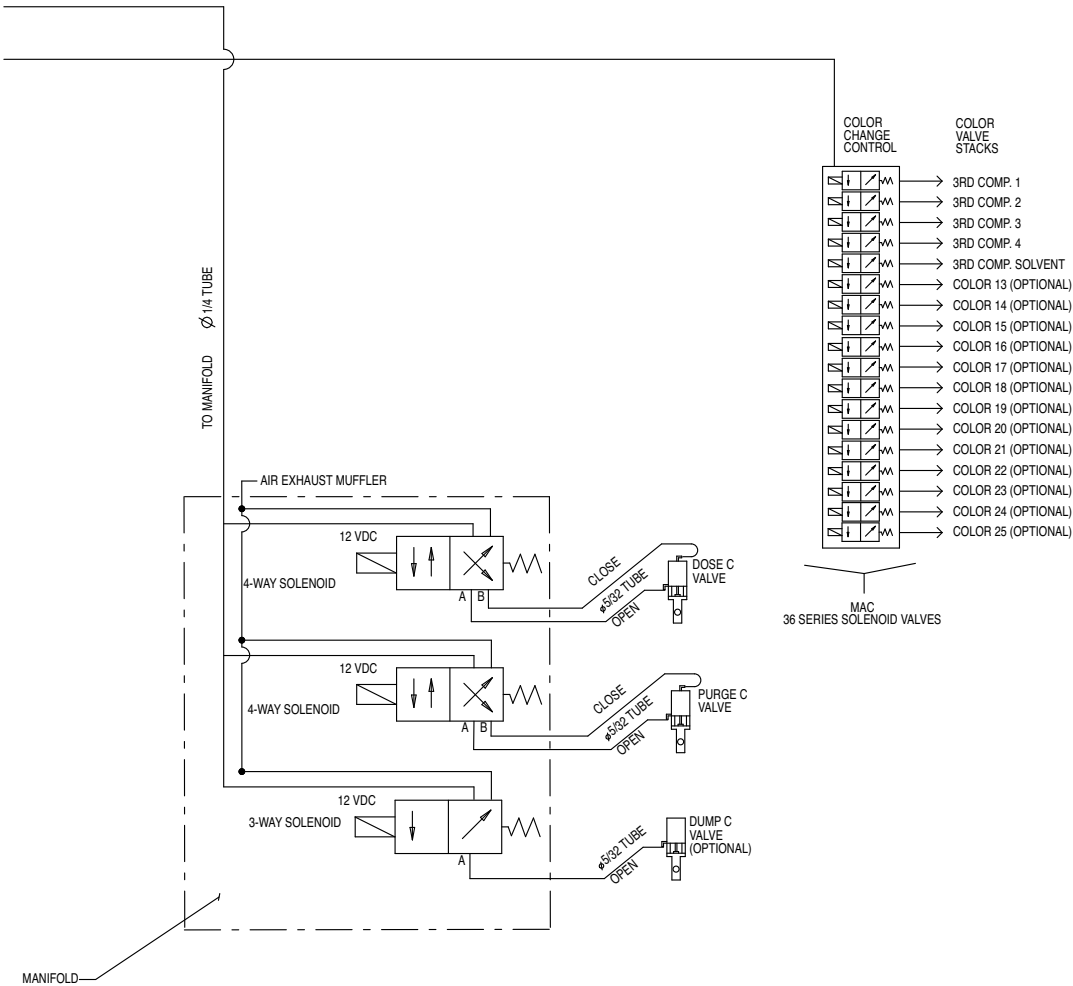 COLOR
CHANGE
CONTROL
COLOR
VALVE
STACKS
3RD COMP. 1
3RD COMP. 2
3RD COMP. 3
3RD COMP. 4
3RD COMP. SOLVENT
COLOR 13 (OPTIONAL)
COLOR 14 (OPTIONAL)
COLOR 15 (OPTIONAL)
COLOR 16 (OPTIONAL)
COLOR 17 (OPTIONAL)
COLOR 18 (OPTIONAL)
COLOR 19 (OPTIONAL)
COLOR 20 (OPTIONAL)
COLOR 21 (OPTIONAL)
COLOR 22 (OPTIONAL)
COLOR 23 (OPTIONAL)
COLOR 24 (OPTIONAL)
COLOR 25 (OPTIONAL)
MAC
36 SERIES SOLENOID VALVES
TO MANIFOLD Ø 1/4 TUBE
AIR EXHAUST MUFFLER
12 VDC
4-WAY SOLENOID
A B
CLOSE
ø5/32 TUBE
OPEN
DOSE C
VALVE
12 VDC
4-WAY SOLENOID
A B
CLOSE
ø5/32 TUBE
OPEN
PURGE C
VALVE
12 VDC
3-WAY SOLENOID
A
ø5/32 TUBE
OPEN
DUMP C
VALVE
(OPTIONAL)
MANIFOLD